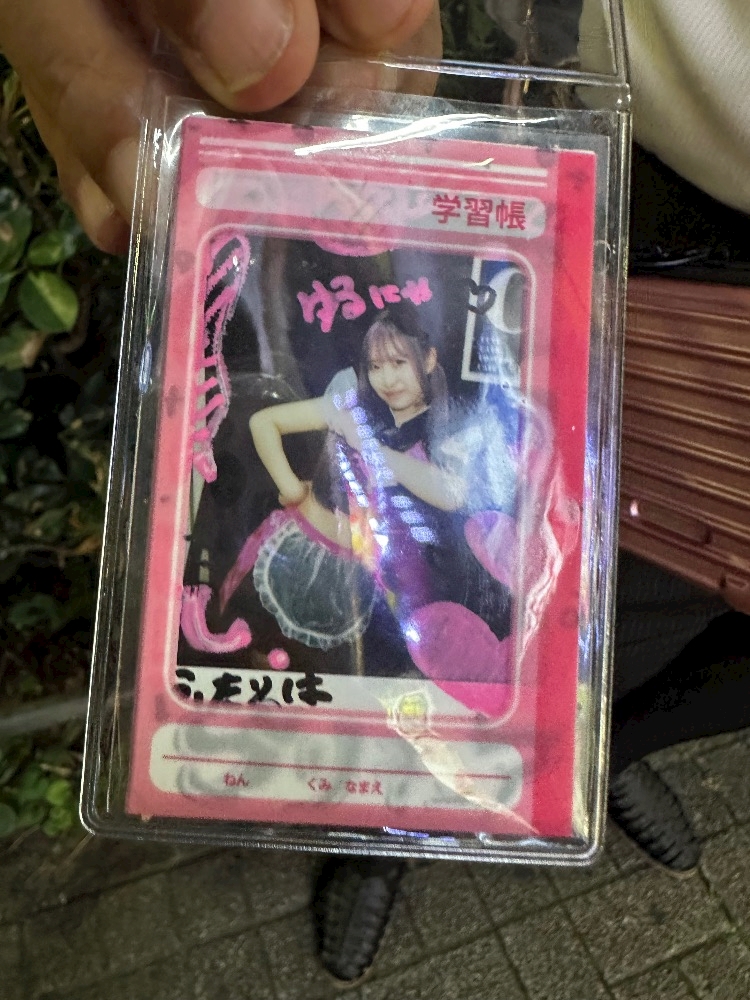 学習帳
ゆるにゃ
ねん くみ なまえ